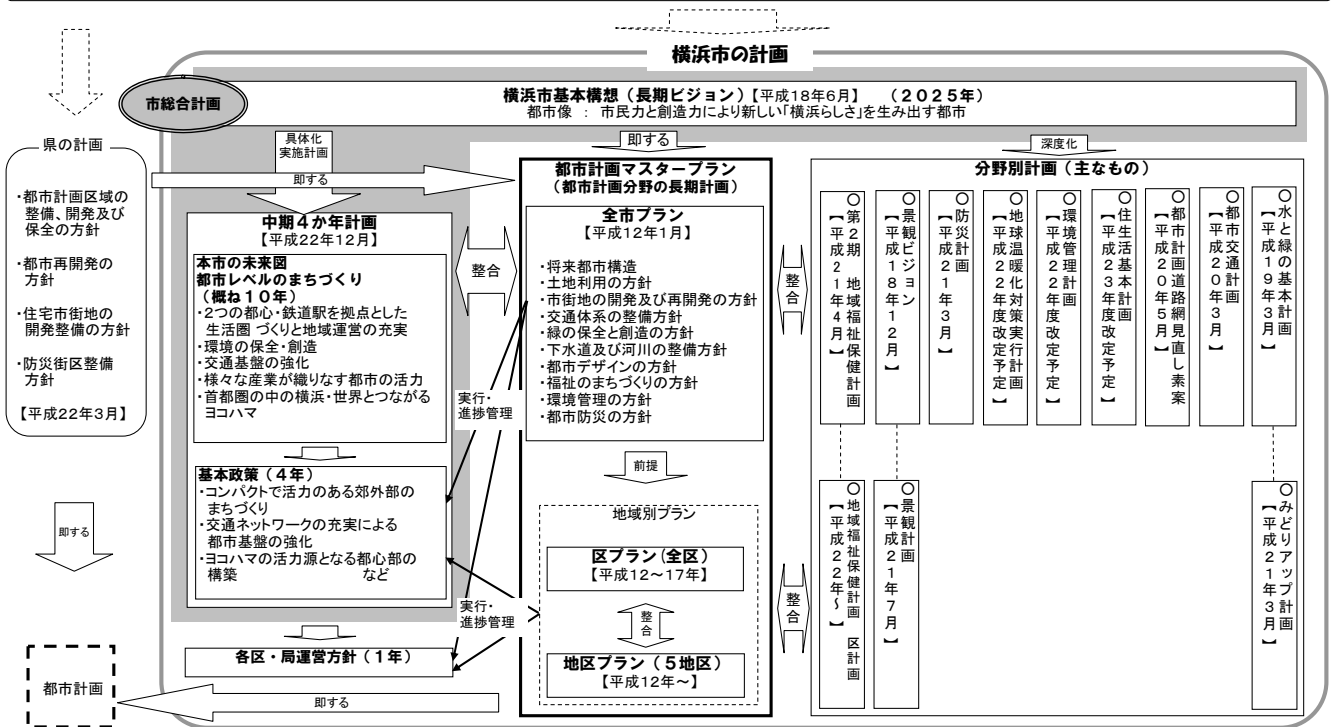 横浜市の計画
市総合計画
横浜市基本構想（長期ビジョン）【平成18年6月】 （２０２５年）
都市像 ： 市民力と創造力により新しい「横浜らしさ」を生み出す都市
県の計画
・都市計画区域の
整備、開発及び
保全の方針
・都市再開発の
方針
・住宅市街地の
開発整備の方針
・防災街区整備
方針
【平成22年3月】
即する
都市計画
具体化
実施計画
即する
中期４か年計画
【平成22年12月】
本市の未来図
都市レベルのまちづくり
（概ね１０年）
・2つの都心・鉄道駅を拠点とした
生活圏 づくりと地域運営の充実
・環境の保全・創造
・交通基盤の強化
・様々な産業が織りなす都市の活力
・首都圏の中の横浜・世界とつながる
ヨコハマ
基本政策（４年）
・コンパクトで活力のある郊外部の
まちづくり
・交通ネットワークの充実による
都市基盤の強化
・ヨコハマの活力源となる都心部の
構築 など
各区・局運営方針（１年）
即する
整合
実行・
進捗管理
実行・
進捗管理
即する
都市計画マスタープラン
（都市計画分野の長期計画）
全市プラン
【平成12年1月】
・将来都市構造
・土地利用の方針
・市街地の開発及び再開発の方針
・交通体系の整備方針
・緑の保全と創造の方針
・下水道及び河川の整備方針
・都市デザインの方針
・福祉のまちづくりの方針
・環境管理の方針
・都市防災の方針
前提
地域別プラン
区プラン（全区）
【平成12～17年】
整合
地区プラン（５地区）
【平成12年～】
整合
整合
深度化
分野別計画（主なもの）
○第２期 地域福祉保健計画
【平成２１年４月】
○景観ビジョン
【平成１８年１２月】
○防災計画
【平成２１年３月】
○地球温暖化対策実行計画
【平成２２年度改定予定】
○環境管理計画
【平成２２年度改定予定】
○住生活基本計画
【平成２３年度改定予定】
○都市計画道路網見直し素案
【平成２０年５月】
○都市交通計画
【平成２０年３月】
○水と緑の基本計画
【平成１９年３月】
○地域福祉保健計画 区計画
【平成２２年～】
○景観計画
【平成２１年７月】
○みどりアップ計画
【平成２１年３月】